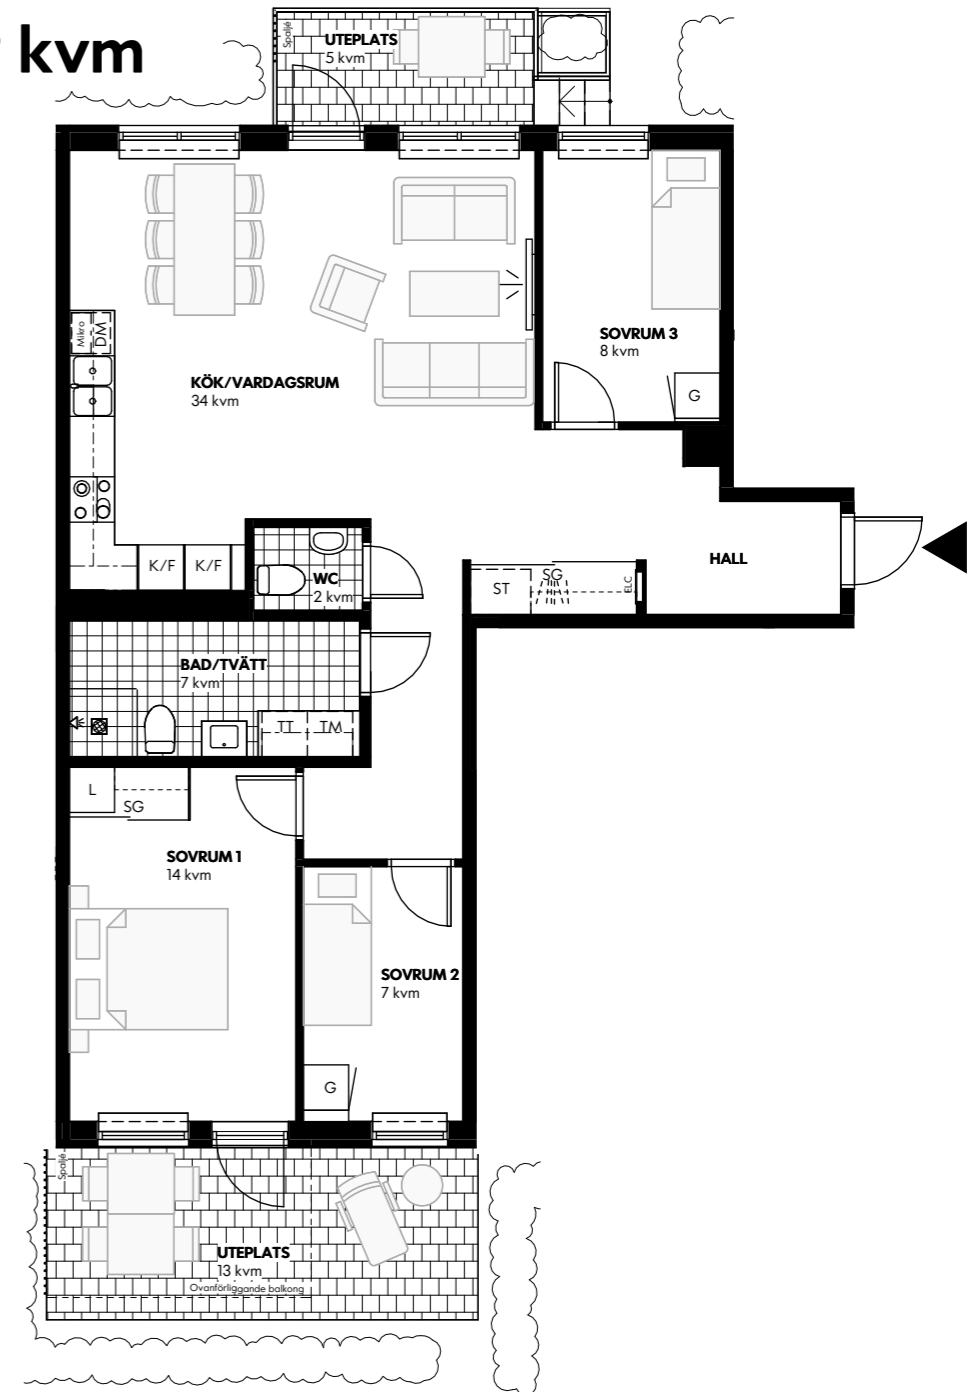 kvm
Spaljé
UTEPLATS
5 kvm
SOVRUM 3
8 kvm
G
Mikro
DM
KÖK/VARDAGSRUM
34 kvm
K/F
K/F
WC
2 kvm
HALL
ST
SG
ELC
BAD/TVÄTT
7 kvm
TT
TM
L
SG
SOVRUM 1
14 kvm
SOVRUM 2
7 kvm
G
Spaljé
UTEPLATS
13 kvm
Ovanförliggande balkong